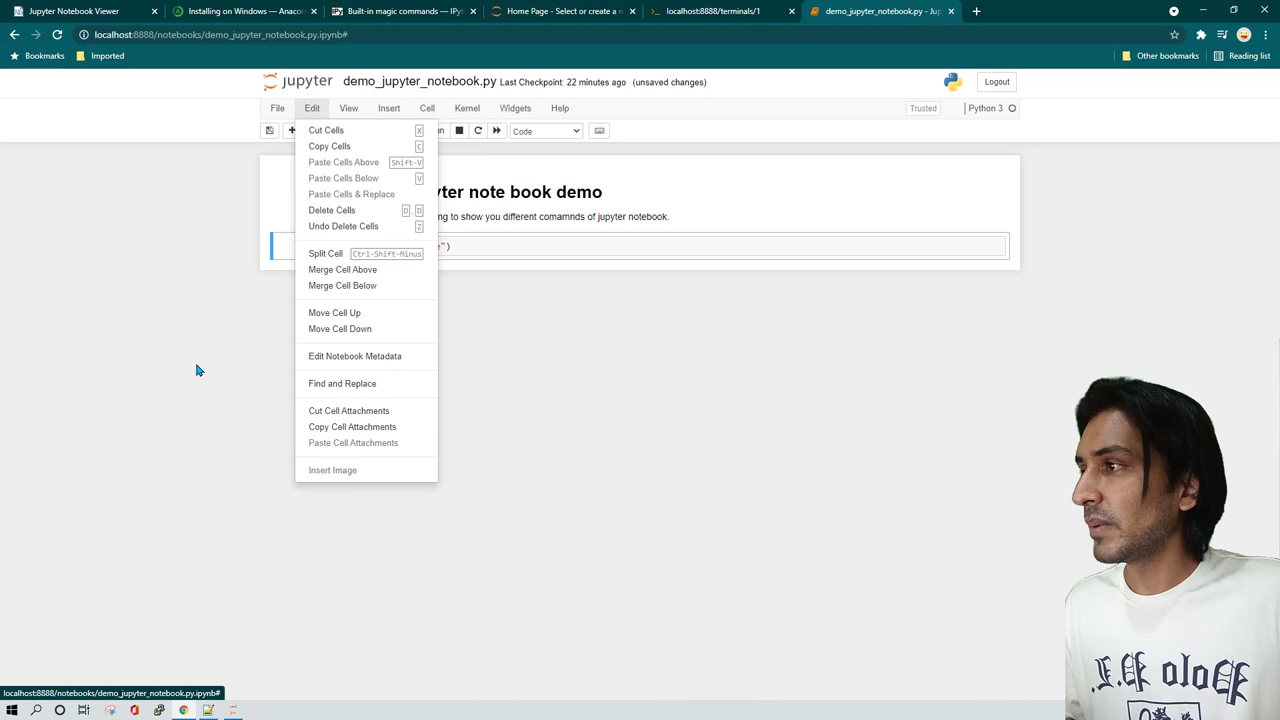 Jupyter Notebook Viewer
Installing on Windows — Anacon
IPy Built-in magic commands — IPyt
Home Page - Select or create a n
localhost:8888/terminals/1
demo_jupyter_notebook.py - Jup
localhost:8888/notebooks/demo_jupyter_notebook.py.ipynb#
Bookmarks
Imported
Other bookmarks
Reading list
jupyter
demo_jupyter_notebook.py Last Checkpoint: 22 minutes ago (unsaved changes)
Logout
File
Edit
View
Insert
Cell
Kernel
Widgets
Help
Trusted
Python 3
Code
Cut Cells X
Copy Cells C
Paste Cells Above Shift-V
Paste Cells Below V
Paste Cells & Replace
Delete Cells D , D
Undo Delete Cells Z
Split Cell Ctrl-Shift-Minus
Merge Cell Above
Merge Cell Below
Move Cell Up
Move Cell Down
Edit Notebook Metadata
Find and Replace
Cut Cell Attachments
Copy Cell Attachments
Paste Cell Attachments
Insert Image
yter note book demo
ng to show you different comamnds of jupyter notebook.
")
localhost:8888/notebooks/demo_jupyter_notebook.py.ipynb#